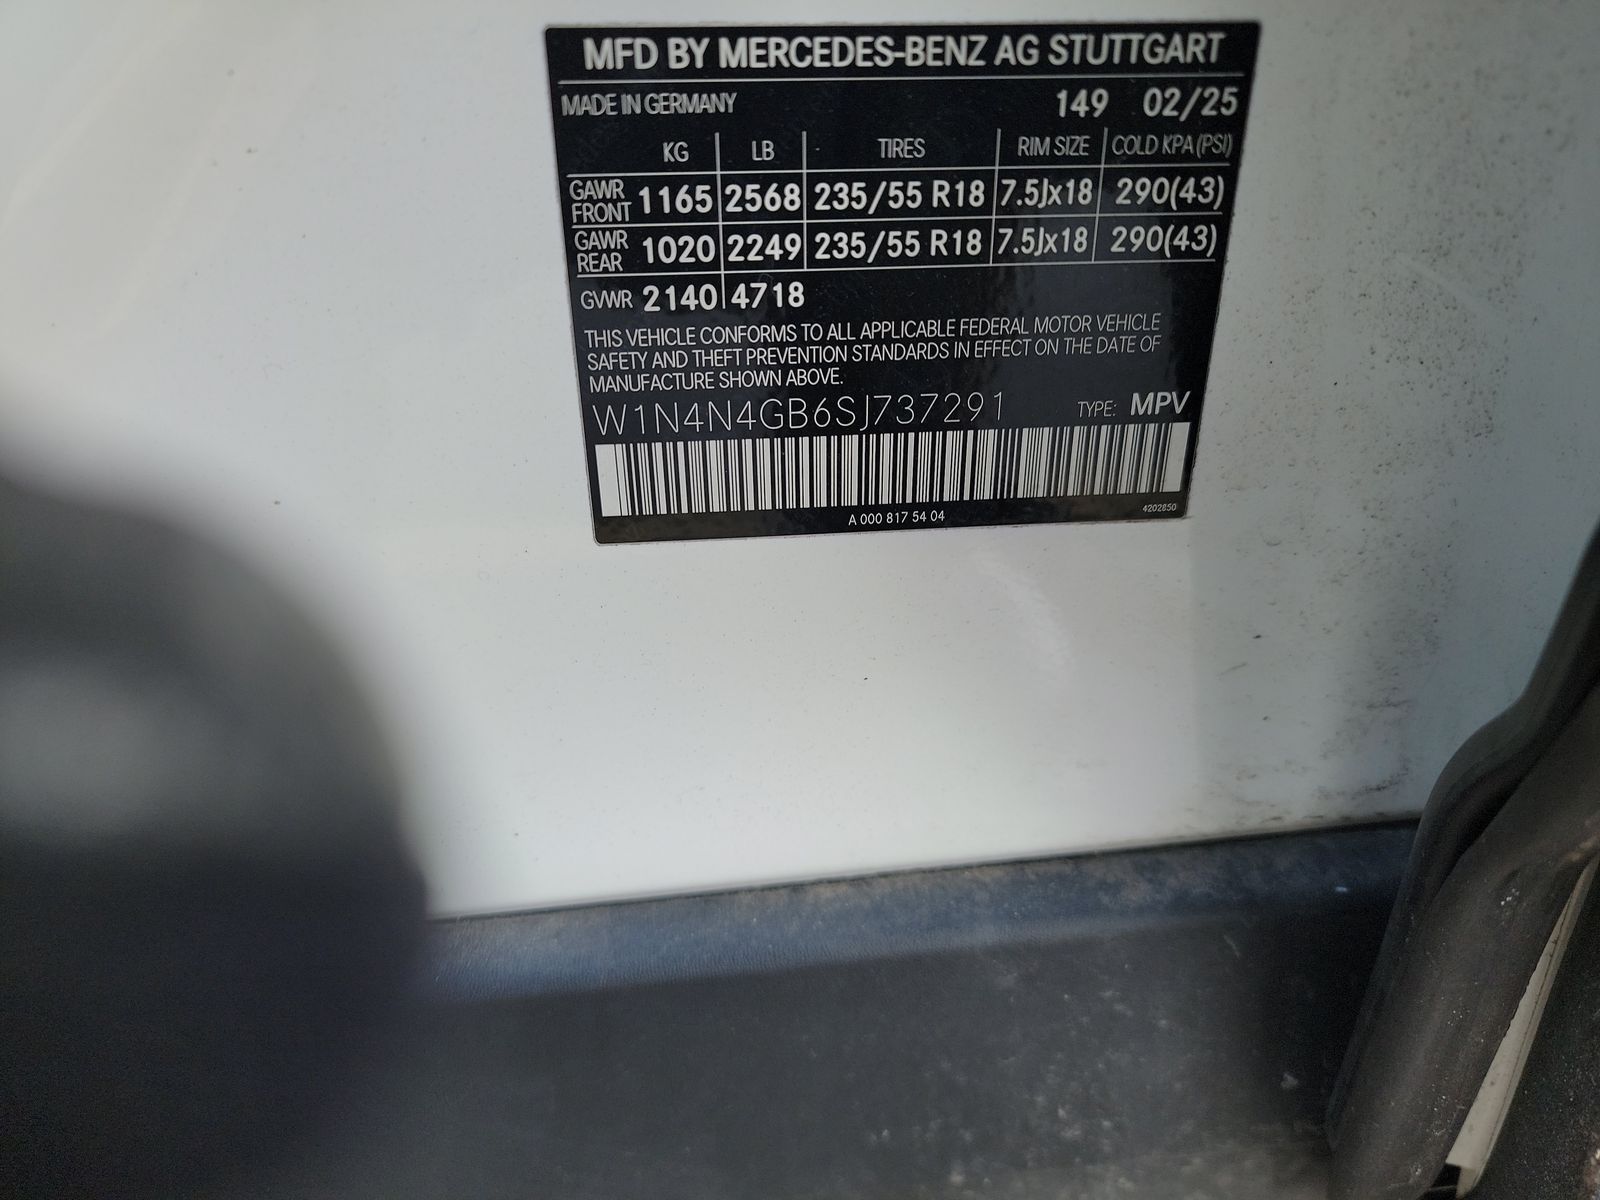 MFD BY MERCEDES-BENZ AG STUTTGART
MADE IN GERMANY 149 02/25
KG LB TIRES RIM SIZE COLD KPA (PSI)
GAWR FRONT 1165 2568 235/55 R18 7.5Jx18 290(43)
GAWR REAR 1020 2249 235/55 R18 7.5Jx18 290(43)
GVWR 2140 4718
THIS VEHICLE CONFORMS TO ALL APPLICABLE FEDERAL MOTOR VEHICLE
SAFETY AND THEFT PREVENTION STANDARDS IN EFFECT ON THE DATE OF
MANUFACTURE SHOWN ABOVE.
W1N4N4GB6SJ737291 TYPE: MPV
A 000 817 54 04 4202850